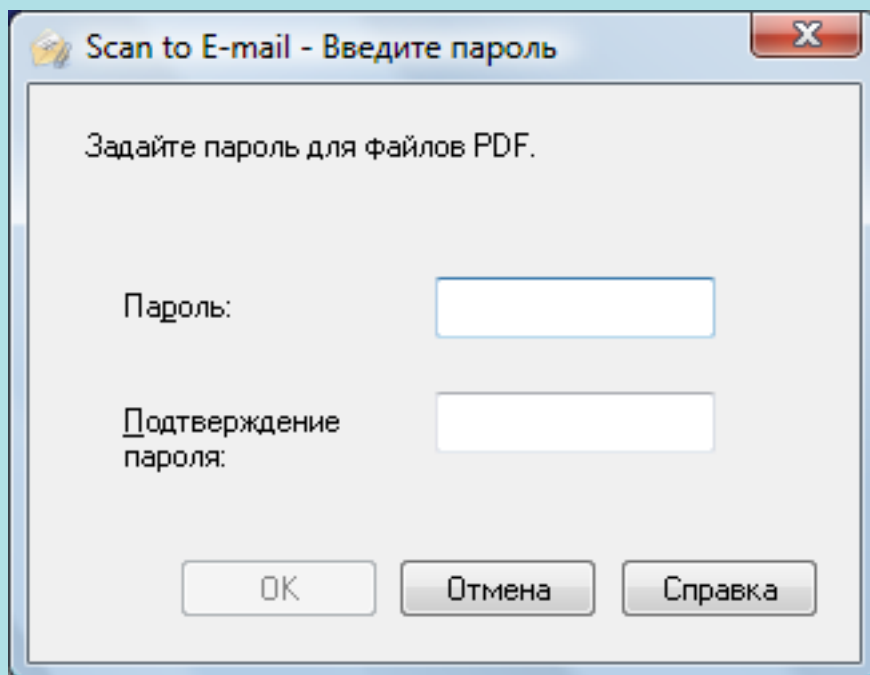 Scan to E-mail - Введите пароль
Задайте пароль для файлов PDF.
Пароль:
Подтверждение
пароля:
OK Отмена Справка